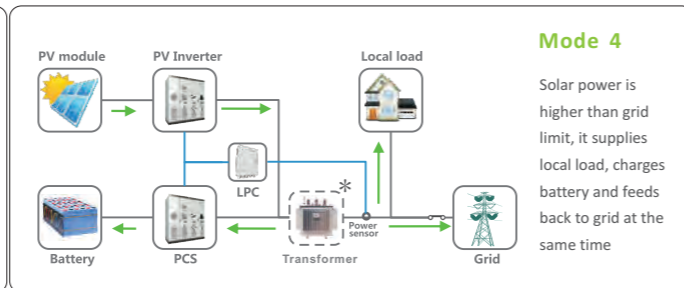 PV module
PV Inverter
Local load
LPC
Battery
PCS
Transformer
*
Power
sensor
Grid
Mode 4
Solar power is
higher than grid
limit, it supplies
local load, charges
battery and feeds
back to grid at the
same time